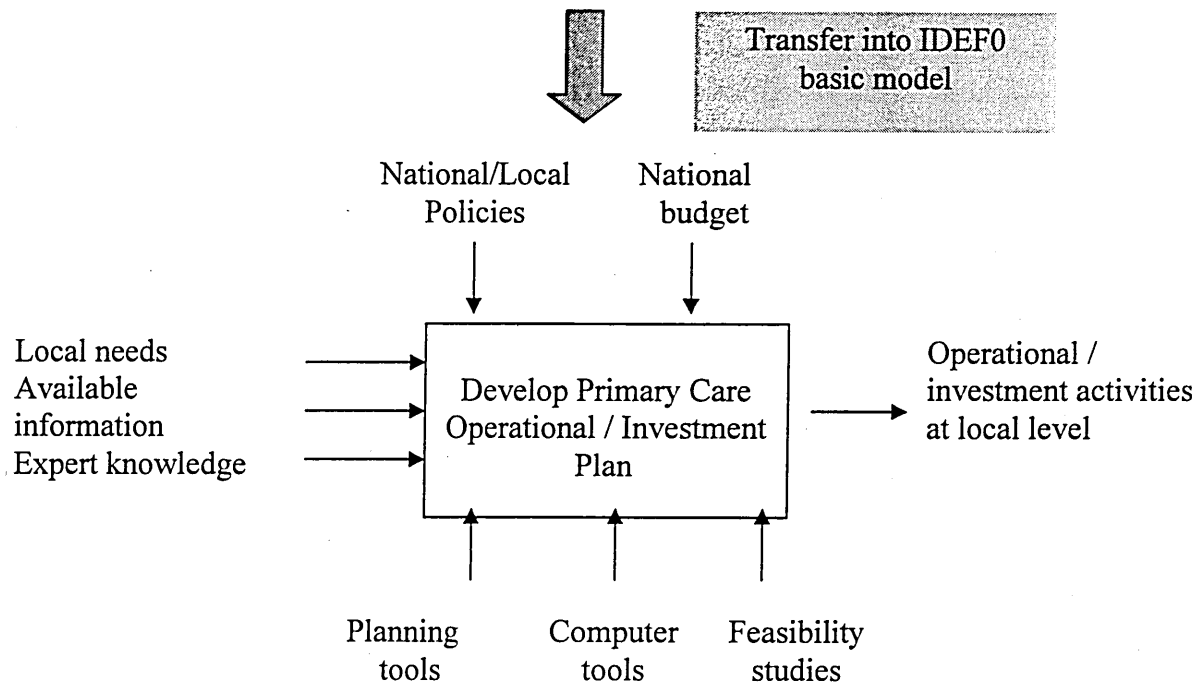 Transfer into IDEF0
basic model
National/Local
Policies
National
budget
Local needs
Available
information
Expert knowledge
Develop Primary Care
Operational / Investment
Plan
Operational /
investment activities
at local level
Planning
tools
Computer
tools
Feasibility
studies